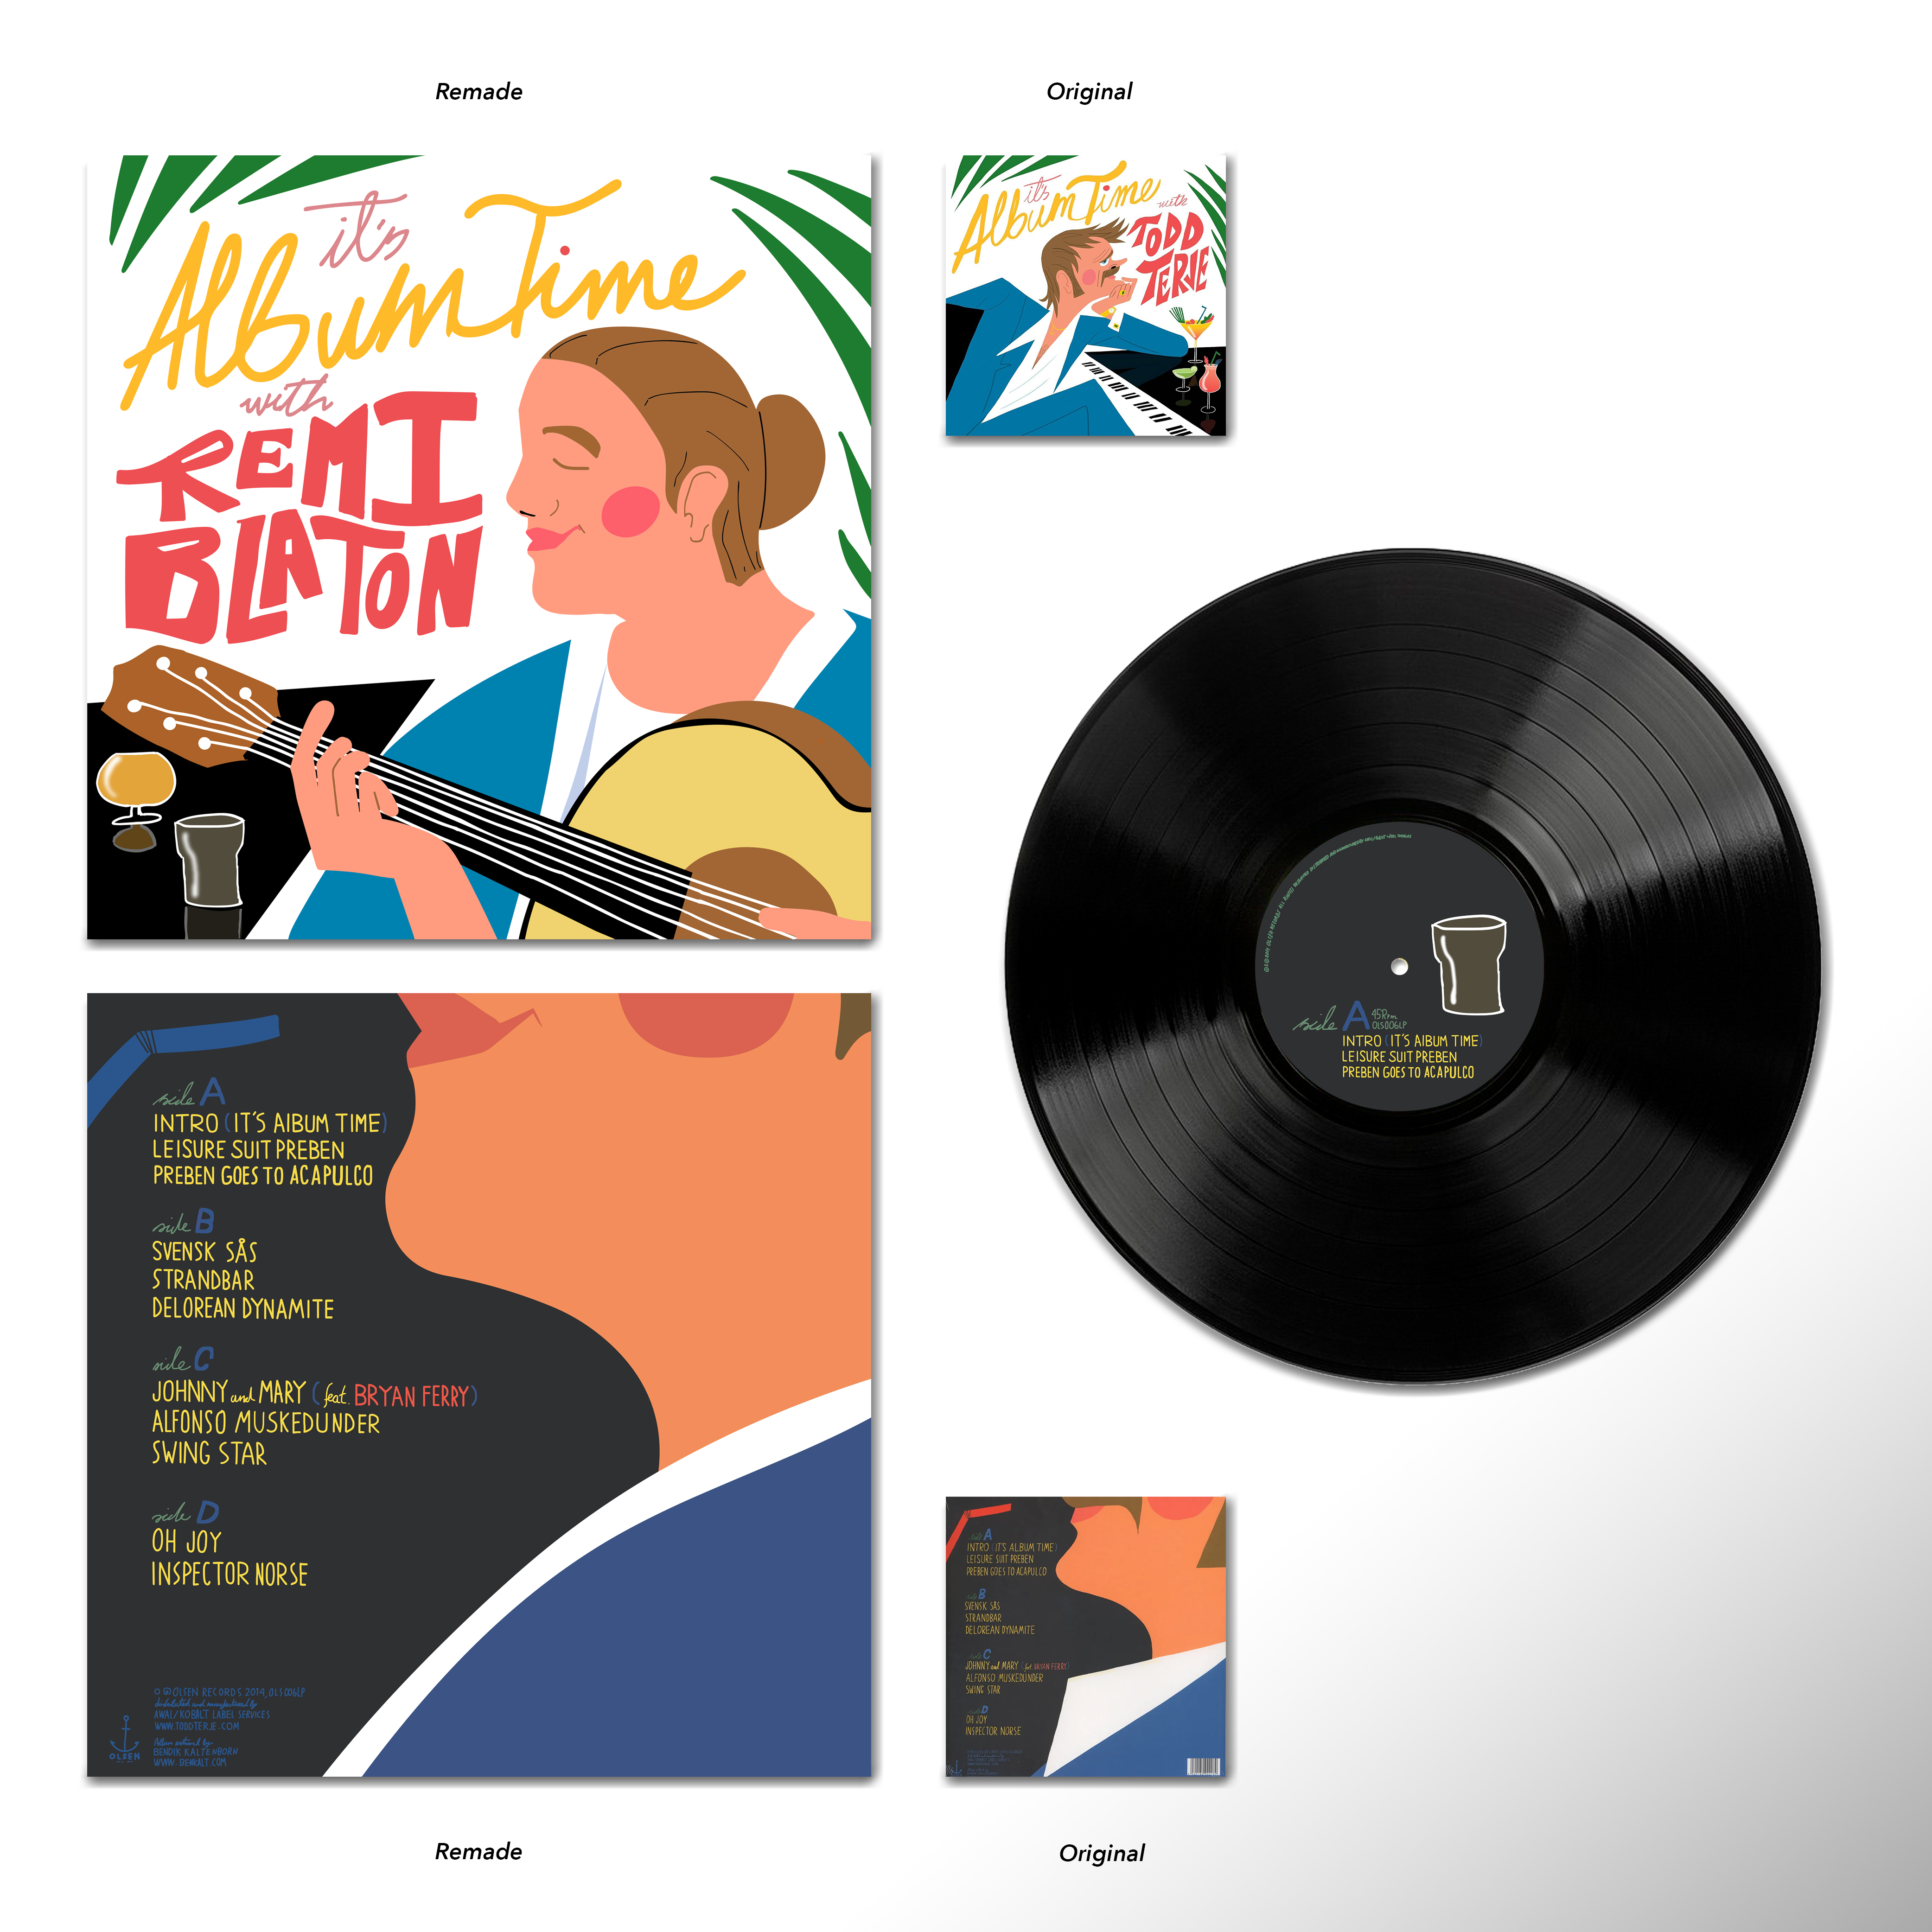 Remade
Original
it's
Album Time
with
REMI
BLATON
it's
Album Time
with
TODD
TERJE
side A
45Rpm
OLS006LP
INTRO (IT'S AlBUM TIME)
LEISURE SUIT PREBEN
PREBEN GOES TO ACAPULCO
side A
INTRO (IT'S AlBUM TIME)
LEISURE SUIT PREBEN
PREBEN GOES TO ACAPULCO
side B
SVENSK SÅS
STRANDBAR
DELOREAN DYNAMITE
side C
JOHNNY and MARY (feat. BRYAN FERRY)
ALFONSO MUSKEDUNDER
SWING STAR
side D
OH JOY
INSPECTOR NORSE
OLSEN
℗ © OLSEN RECORDS 2014, OLS006LP
distributed and manufactured by
AWAL/KOBALT LABEL SERVICES
WWW.TODDTERJE.COM
Album artwork by
BENDIK KALTENBORN
WWW.BENKALT.COM
side A
INTRO (IT'S ALBUM TIME)
LEISURE SUIT PREBEN
PREBEN GOES TO ACAPULCO
side B
SVENSK SÅS
STRANDBAR
DELOREAN DYNAMITE
side C
JOHNNY and MARY (feat. BRYAN FERRY)
ALFONSO MUSKEDUNDER
SWING STAR
side D
OH JOY
INSPECTOR NORSE
Remade
Original